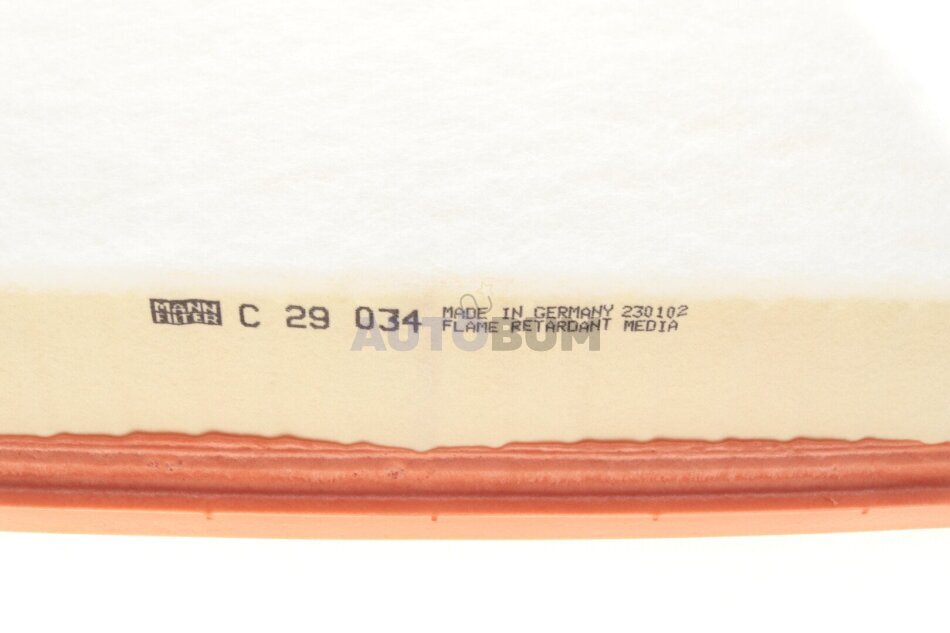 MANN
FILTER
C 29 034
MADE IN GERMANY 230102
FLAME RETARDANT MEDIA
AUTOBUM